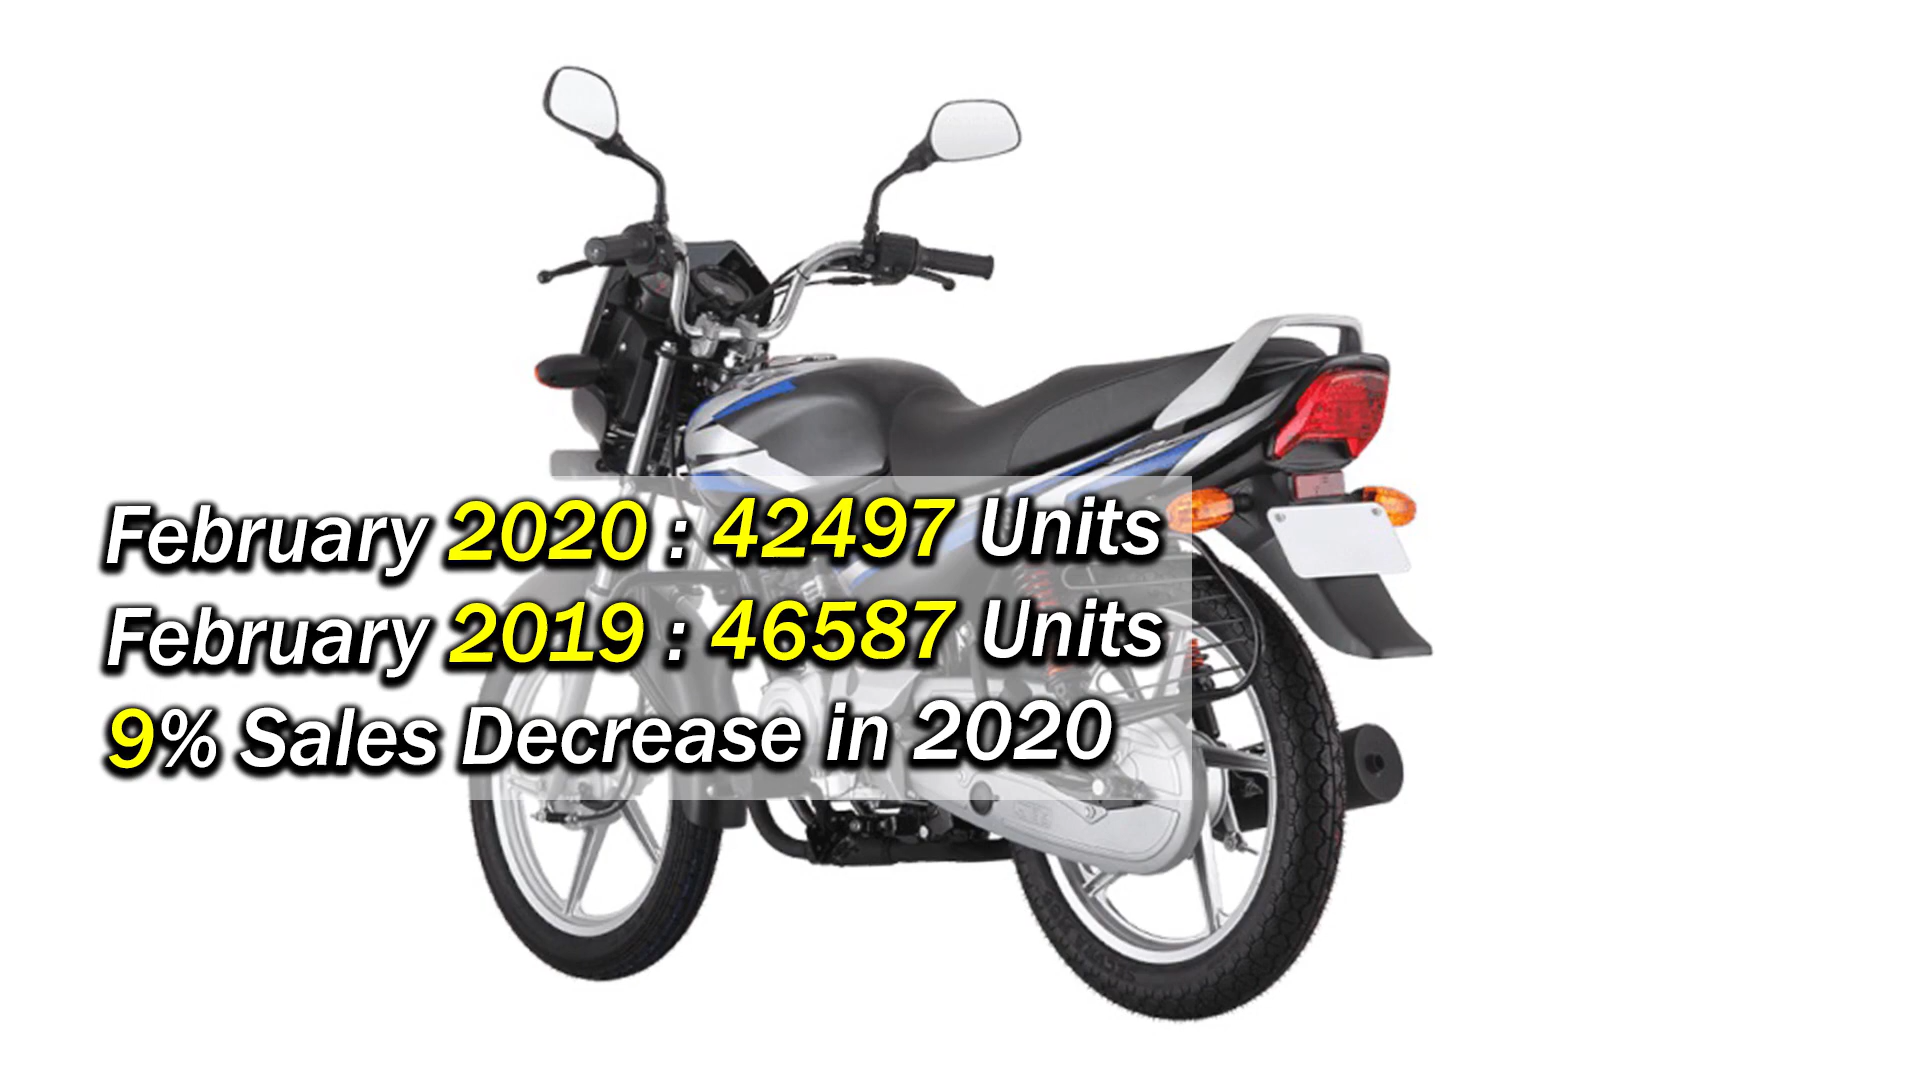 February 2020 : 42497 Units
February 2019 : 46587 Units
9% Sales Decrease in 2020